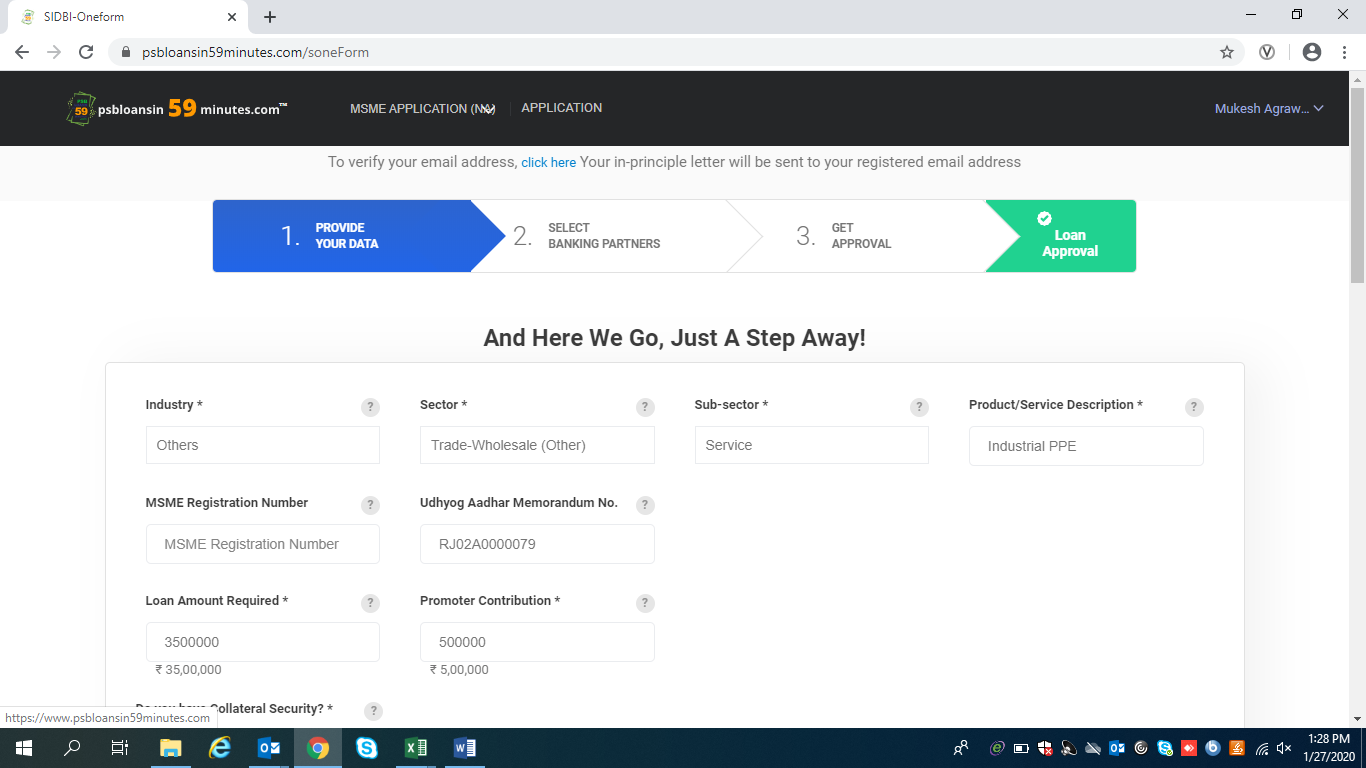 SIDBI-Oneform
psbloansin59minutes.com/soneForm
PSB 59 psbloansin 59 minutes.com™
MSME APPLICATION
APPLICATION
Mukesh Agraw...
To verify your email address, click here Your in-principle letter will be sent to your registered email address
1. PROVIDE
YOUR DATA
2. SELECT
BANKING PARTNERS
3. GET
APPROVAL
Loan
Approval
And Here We Go, Just A Step Away!
Industry * ?
Sector * ?
Sub-sector * ?
Product/Service Description * ?
Others
Trade-Wholesale (Other)
Service
Industrial PPE
MSME Registration Number ?
Udhyog Aadhar Memorandum No. ?
MSME Registration Number
RJ02A0000079
Loan Amount Required * ?
Promoter Contribution * ?
3500000
500000
₹ 35,00,000
₹ 5,00,000
Do you have Collateral Security? * ?
https://www.psbloansin59minutes.com
1:28 PM
1/27/2020